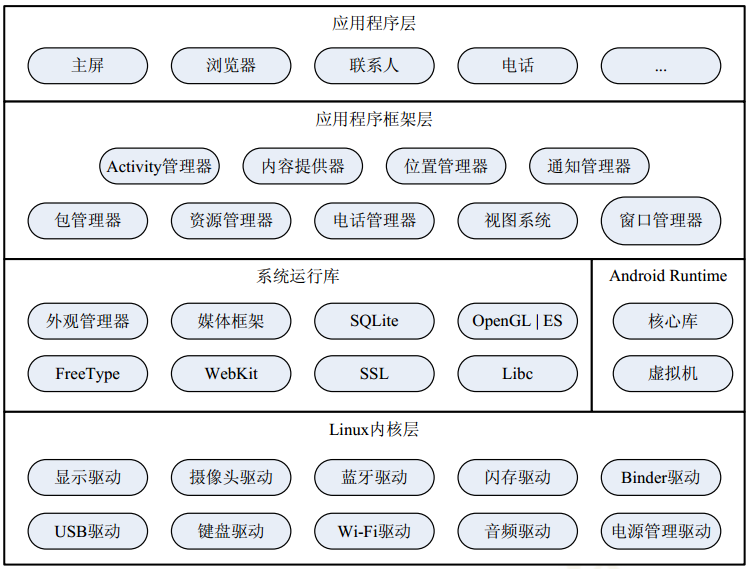 应用程序层
主屏
浏览器
联系人
电话
...
应用程序框架层
Activity管理器
内容提供器
位置管理器
通知管理器
包管理器
资源管理器
电话管理器
视图系统
窗口管理器
系统运行库
外观管理器
媒体框架
SQLite
OpenGL | ES
FreeType
WebKit
SSL
Libc
Android Runtime
核心库
虚拟机
Linux内核层
显示驱动
摄像头驱动
蓝牙驱动
闪存驱动
Binder驱动
USB驱动
键盘驱动
Wi-Fi驱动
音频驱动
电源管理驱动